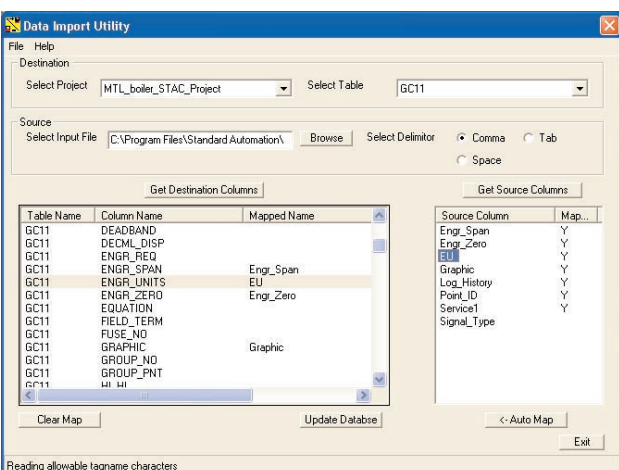 Data Import Utility
File Help
Destination
Select Project MTL_boiler_STAC_Project Select Table GC11
Source
Select Input File C:\Program Files\Standard Automation\ Browse Select Delimitor Comma Tab
Space
Get Destination Columns Get Source Columns
Table Name Column Name Mapped Name Source Column Map...
GC11 DEADBAND Engr_Span Y
GC11 DECML_DISP Engr_Zero Y
GC11 ENGR_REQ EU Y
GC11 ENGR_SPAN Engr_Span Graphic Y
GC11 ENGR_UNITS EU Log_History Y
GC11 ENGR_ZERO Engr_Zero Point_ID Y
GC11 EQUATION Service1 Y
GC11 FIELD_TERM Signal_Type
GC11 FUSE_NO
GC11 GRAPHIC Graphic
GC11 GROUP_NO
GC11 GROUP_PNT
GC11 HI_HI
Clear Map Update Databse <- Auto Map
Exit
Reading allowable tagname characters